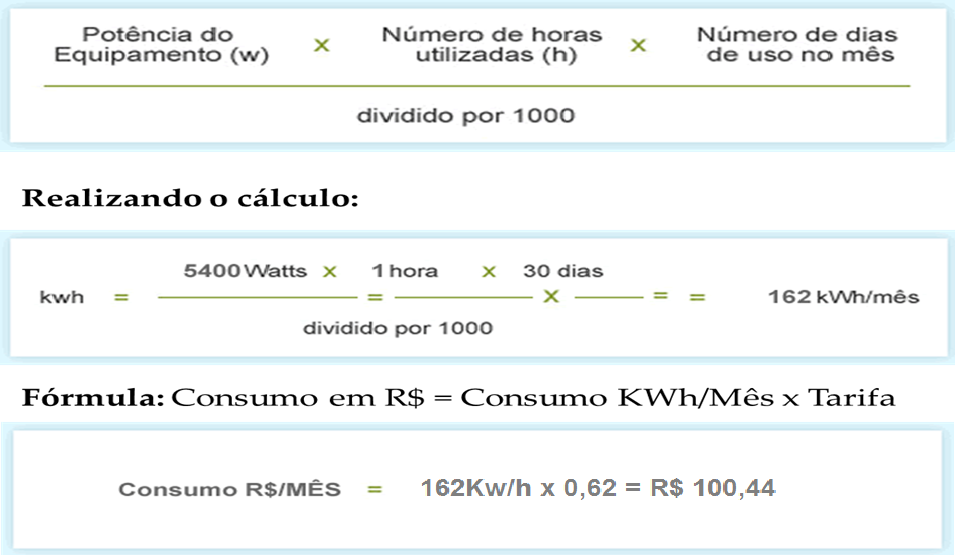 Potência do Equipamento (w) x Número de horas utilizadas (h) x Número de dias de uso no mês
dividido por 1000
Realizando o cálculo:
5400 Watts x 1 hora x 30 dias
kwh = = x = = 162 kWh/mês
dividido por 1000
Fórmula: Consumo em R$ = Consumo KWh/Mês x Tarifa
Consumo R$/MÊS = 162Kw/h x 0,62 = R$ 100,44